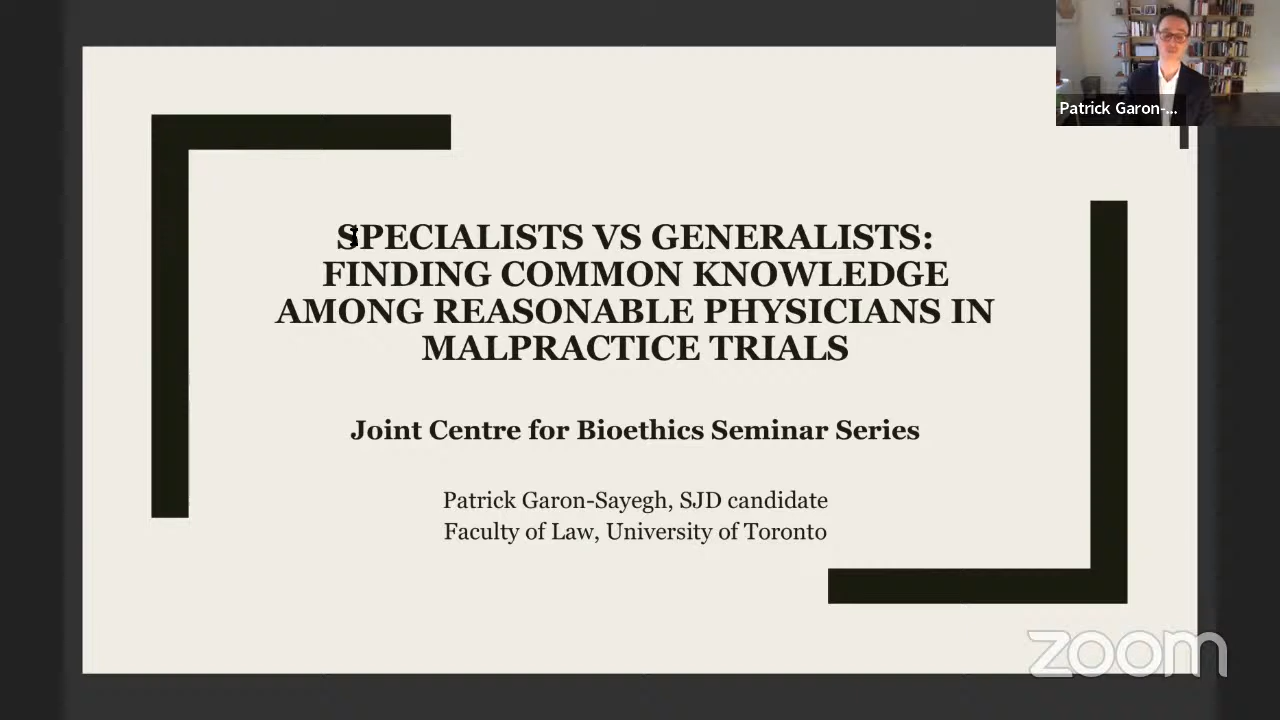 Patrick Garon-...
SPECIALISTS VS GENERALISTS:
FINDING COMMON KNOWLEDGE
AMONG REASONABLE PHYSICIANS IN
MALPRACTICE TRIALS
Joint Centre for Bioethics Seminar Series
Patrick Garon-Sayegh, SJD candidate
Faculty of Law, University of Toronto
zoom